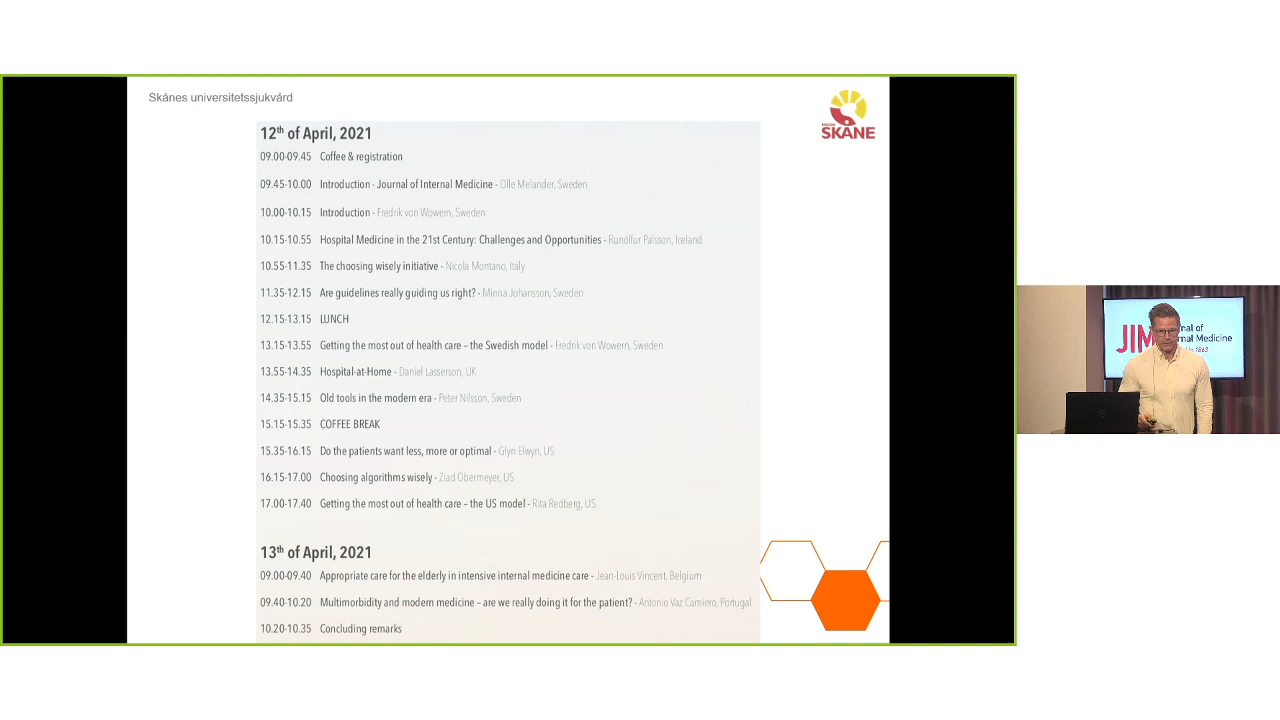 Skånes universitetssjukvård
REGION
SKÅNE
12th of April, 2021
09.00-09.45 Coffee & registration
09.45-10.00 Introduction - Journal of Internal Medicine - Olle Melander, Sweden
10.00-10.15 Introduction - Fredrik von Wowern, Sweden
10.15-10.55 Hospital Medicine in the 21st Century: Challenges and Opportunities - Runólfur Palsson, Iceland
10.55-11.35 The choosing wisely initiative - Nicola Montano, Italy
11.35-12.15 Are guidelines really guiding us right? - Minna Johansson, Sweden
12.15-13.15 LUNCH
13.15-13.55 Getting the most out of health care – the Swedish model - Fredrik von Wowern, Sweden
13.55-14.35 Hospital-at-Home - Daniel Lasserson, UK
14.35-15.15 Old tools in the modern era - Peter Nilsson, Sweden
15.15-15.35 COFFEE BREAK
15.35-16.15 Do the patients want less, more or optimal - Glyn Elwyn, US
16.15-17.00 Choosing algorithms wisely - Ziad Obermeyer, US
17.00-17.40 Getting the most out of health care – the US model - Rita Redberg, US
13th of April, 2021
09.00-09.40 Appropriate care for the elderly in intensive internal medicine care - Jean-Louis Vincent, Belgium
09.40-10.20 Multimorbidity and modern medicine – are we really doing it for the patient? - Antonio Vaz Carniero, Portugal
10.20-10.35 Concluding remarks
JIM
nal of
rnal Medicine
in 1863